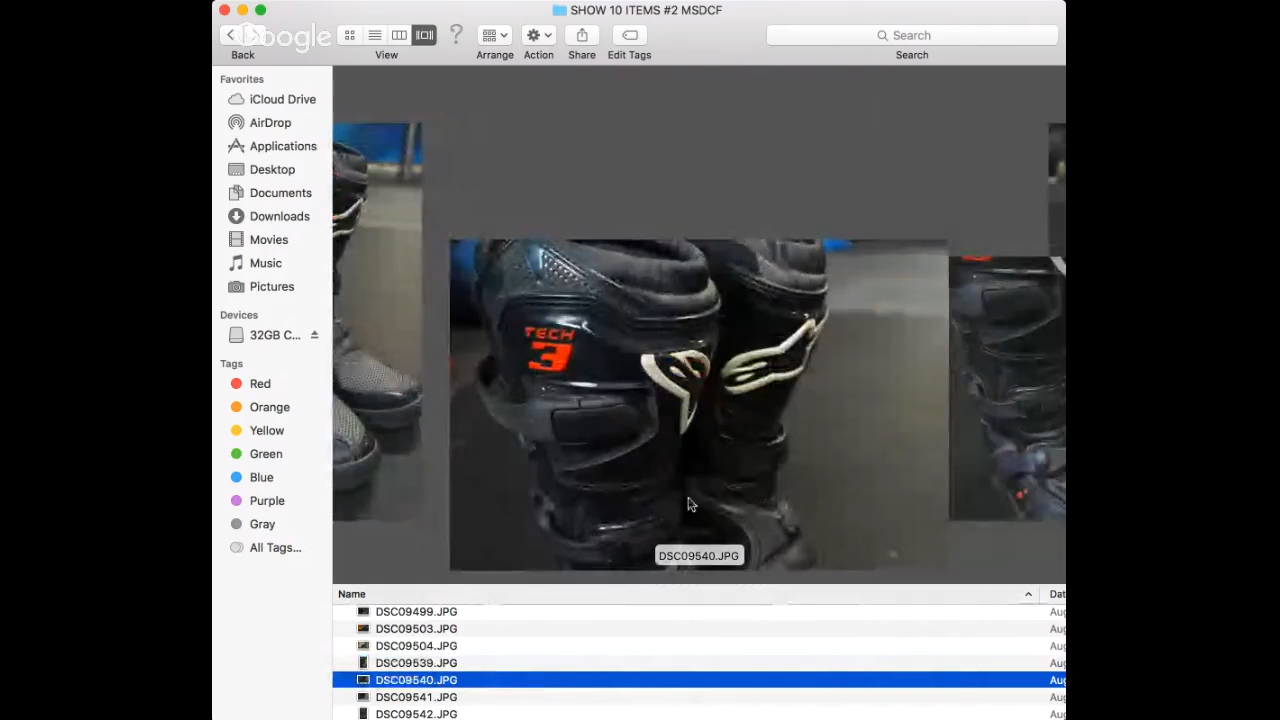 SHOW 10 ITEMS #2 MSDCF
Google
Back
View
Arrange
Action
Share
Edit Tags
Search
Search
Favorites
iCloud Drive
AirDrop
Applications
Desktop
Documents
Downloads
Movies
Music
Pictures
Devices
32GB C...
Tags
Red
Orange
Yellow
Green
Blue
Purple
Gray
All Tags...
TECH
3
DSC09540.JPG
Name
Dat
DSC09499.JPG Aug
DSC09503.JPG Aug
DSC09504.JPG Aug
DSC09539.JPG Aug
DSC09540.JPG Aug
DSC09541.JPG Aug
DSC09542.JPG Aug